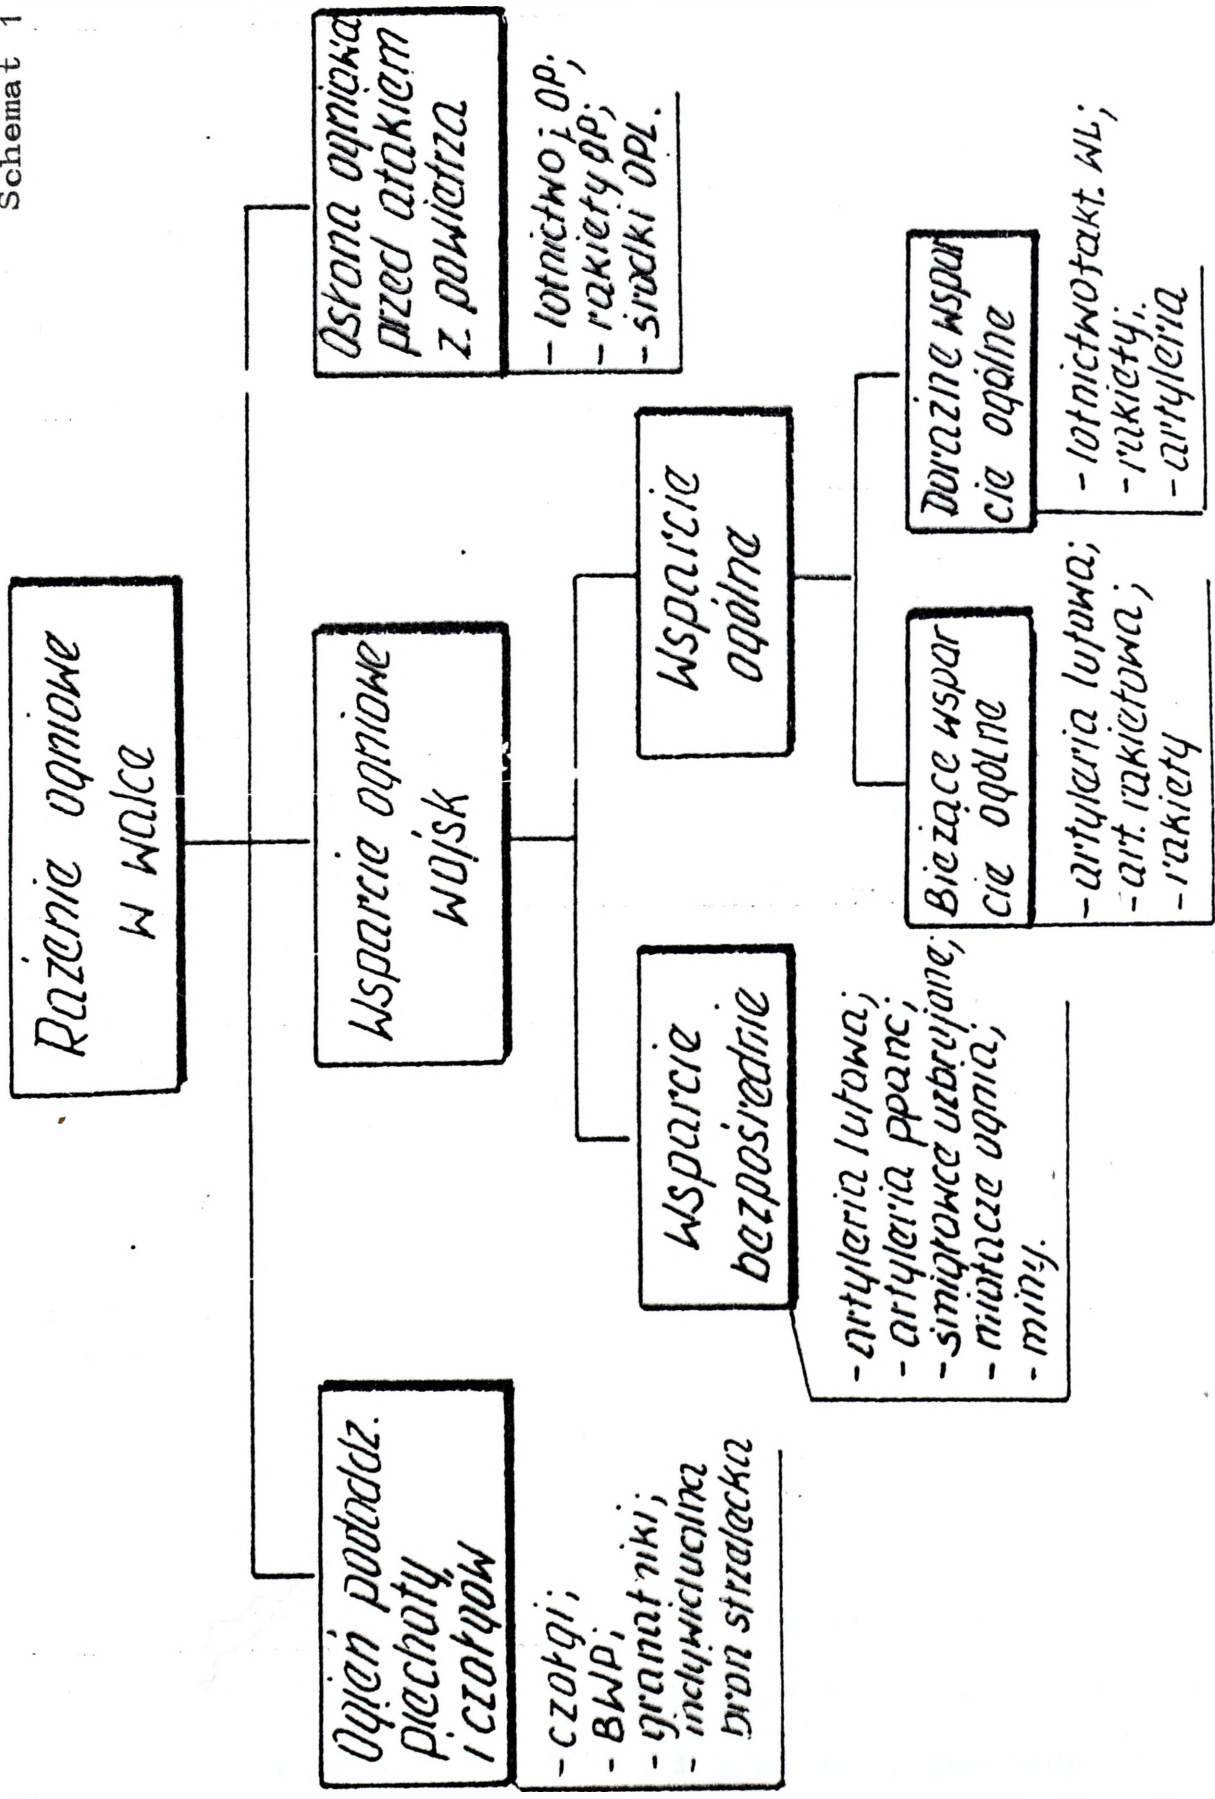 Schemat 1
Rażenie ogniowe
w walce
Ogień pododdz.
piechoty
i czołgów
- czołgi;
- BWP;
- granatniki;
- indywidualna
broń strzelecka
Wsparcie ogniowe
wojsk
Osłona ogniowa
przed atakiem
z powietrza
- lotnictwo; OP;
- rakiety OP;
- środki OPL.
Wsparcie
bezpośrednie
- artyleria lufowa;
- artyleria ppanc;
- śmigłowce uzbrojone;
- miotacze ognia;
- miny.
Wsparcie
ogólne
Bieżące wspar
cie ogólne
- artyleria lufowa;
- art. rakietowa;
- rakiety
Doraźne wspar
cie ogólne
- lotnictwo takt. WL;
- rakiety;
- artyleria